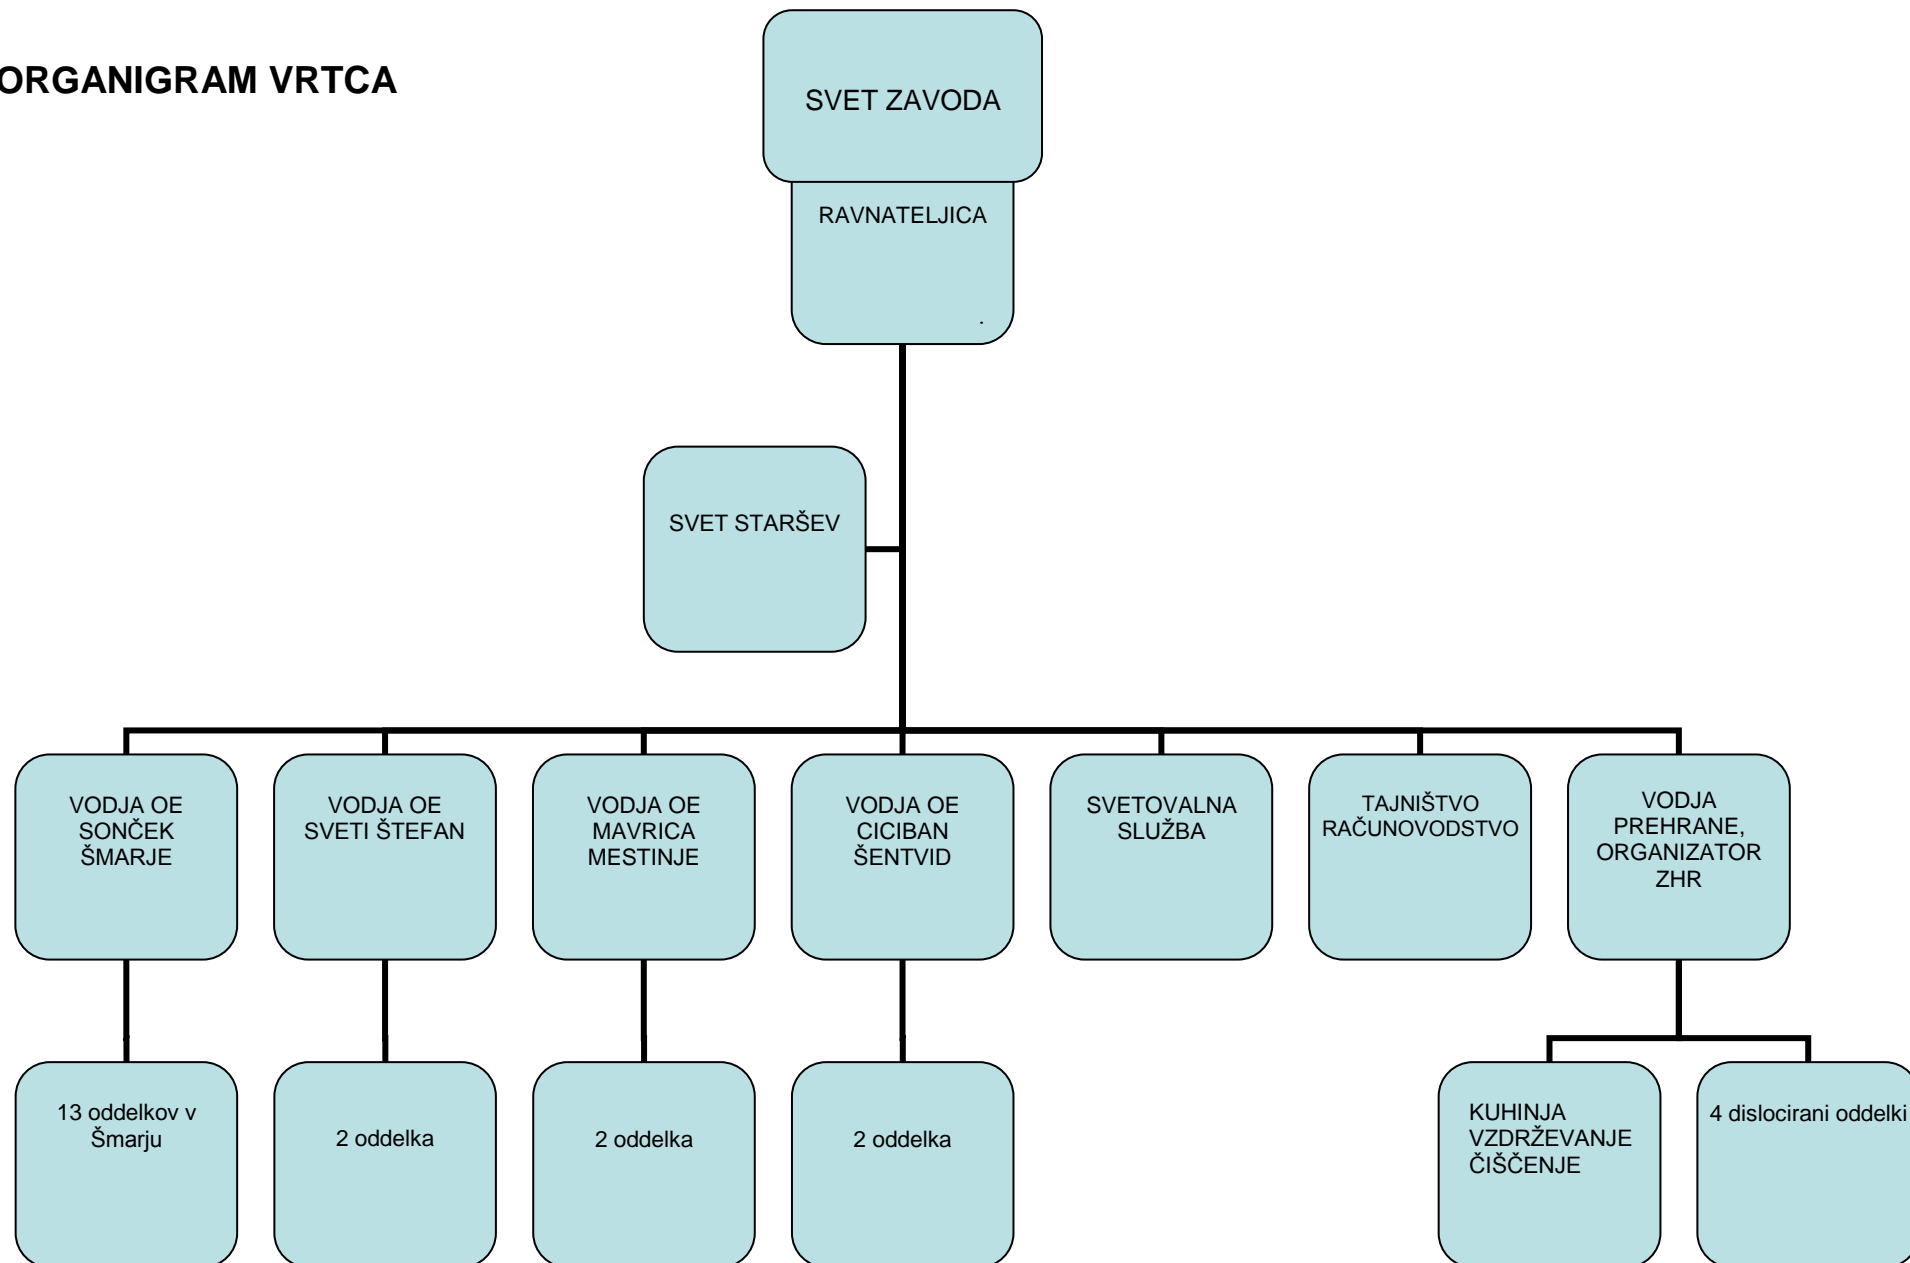 ORGANIGRAM VRTCA
SVET ZAVODA
RAVNATELJICA
.
SVET STARŠEV
VODJA OE
SONČEK
ŠMARJE
VODJA OE
SVETI ŠTEFAN
VODJA OE
MAVRICA
MESTINJE
VODJA OE
CICIBAN
ŠENTVID
SVETOVALNA
SLUŽBA
TAJNIŠTVO
RAČUNOVODSTVO
VODJA
PREHRANE,
ORGANIZATOR
ZHR
13 oddelkov v
Šmarju
2 oddelka
2 oddelka
2 oddelka
KUHINJA
VZDRŽEVANJE
ČIŠČENJE
4 dislocirani oddelki